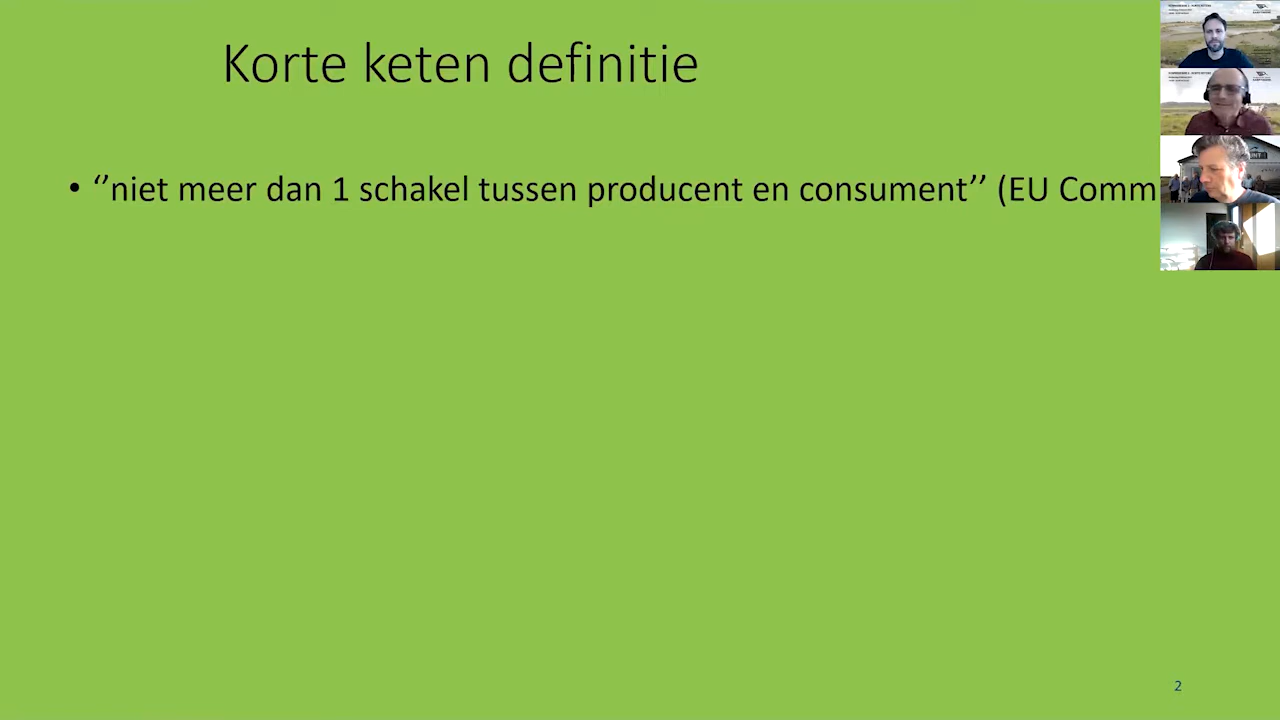 Korte keten definitie
• ‘’niet meer dan 1 schakel tussen producent en consument’’ (EU Comm
2